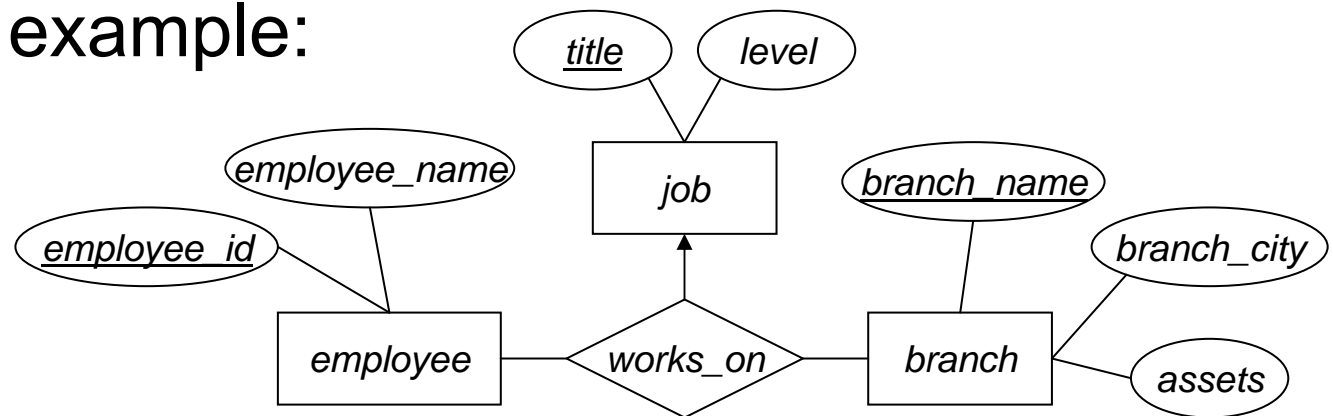 example:
title
level
employee_name
job
branch_name
employee_id
branch_city
employee
works_on
branch
assets